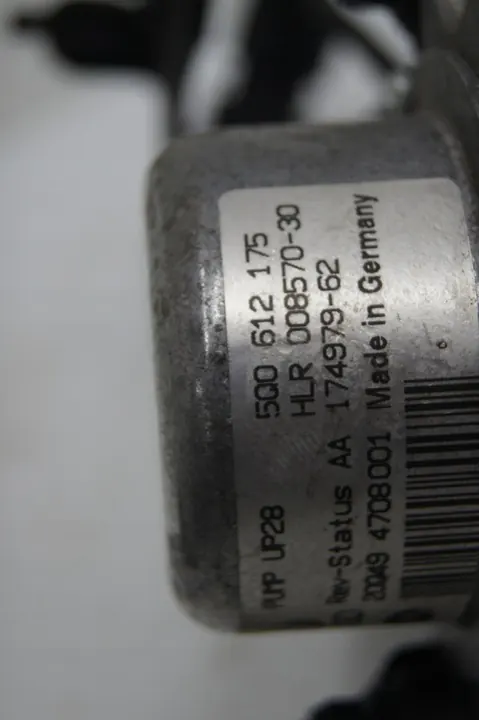 PUMP UP28 5Q0 612 175
HLR 008570-30
Rev-Status AA 174979-62
20049 4708001 Made in Germany